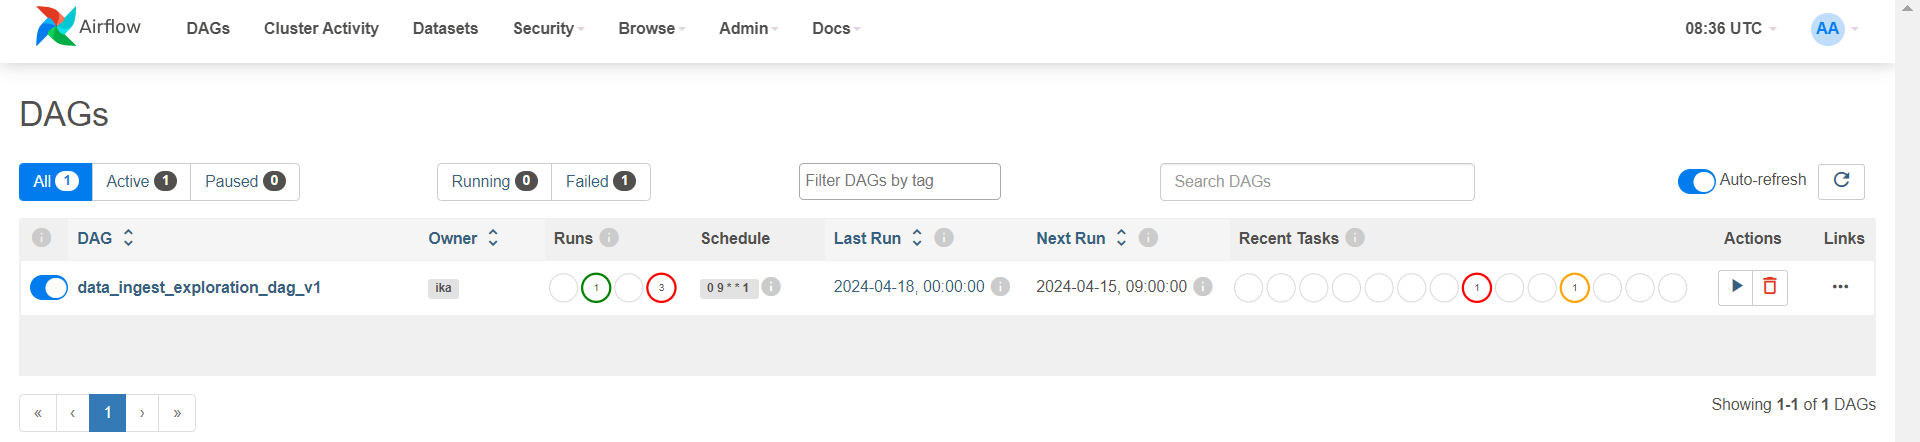 Airflow DAGs Cluster Activity Datasets Security Browse Admin Docs 08:36 UTC AA
DAGs
All 1 Active 1 Paused 0 Running 0 Failed 1 Filter DAGs by tag Search DAGs Auto-refresh
i DAG Owner Runs i Schedule Last Run i Next Run i Recent Tasks i Actions Links
data_ingest_exploration_dag_v1 ika 1 3 0 9 * * 1 i 2024-04-18, 00:00:00 i 2024-04-15, 09:00:00 i 1 1 ...
« ‹ 1 › »
Showing 1-1 of 1 DAGs